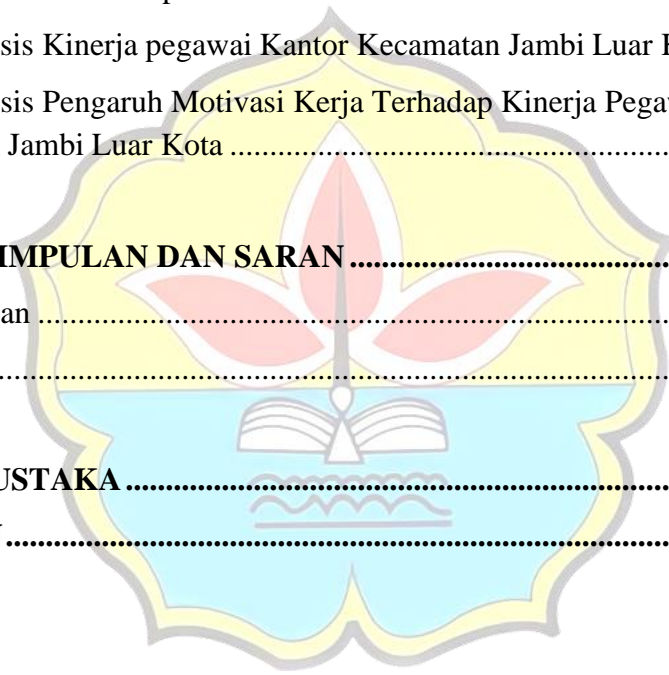 sis Kinerja pegawai Kantor Kecamatan Jambi Luar
sis Pengaruh Motivasi Kerja Terhadap Kinerja Pegaw
Jambi Luar Kota ......................................................
IMPULAN DAN SARAN ........................................
an ................................................................................
.....................................................................................
USTAKA ....................................................................
....................................................................................